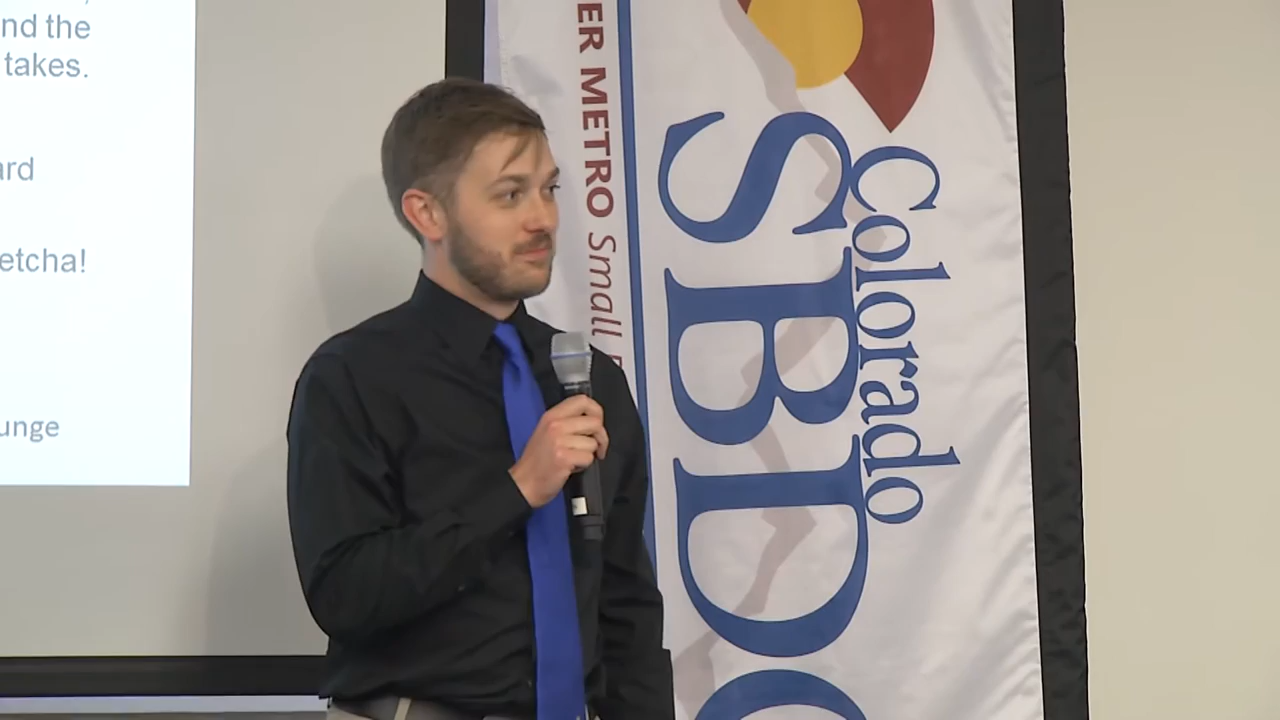 nd the
takes.
ard
etcha!
unge
ER METRO Small
Colorado
SBDC